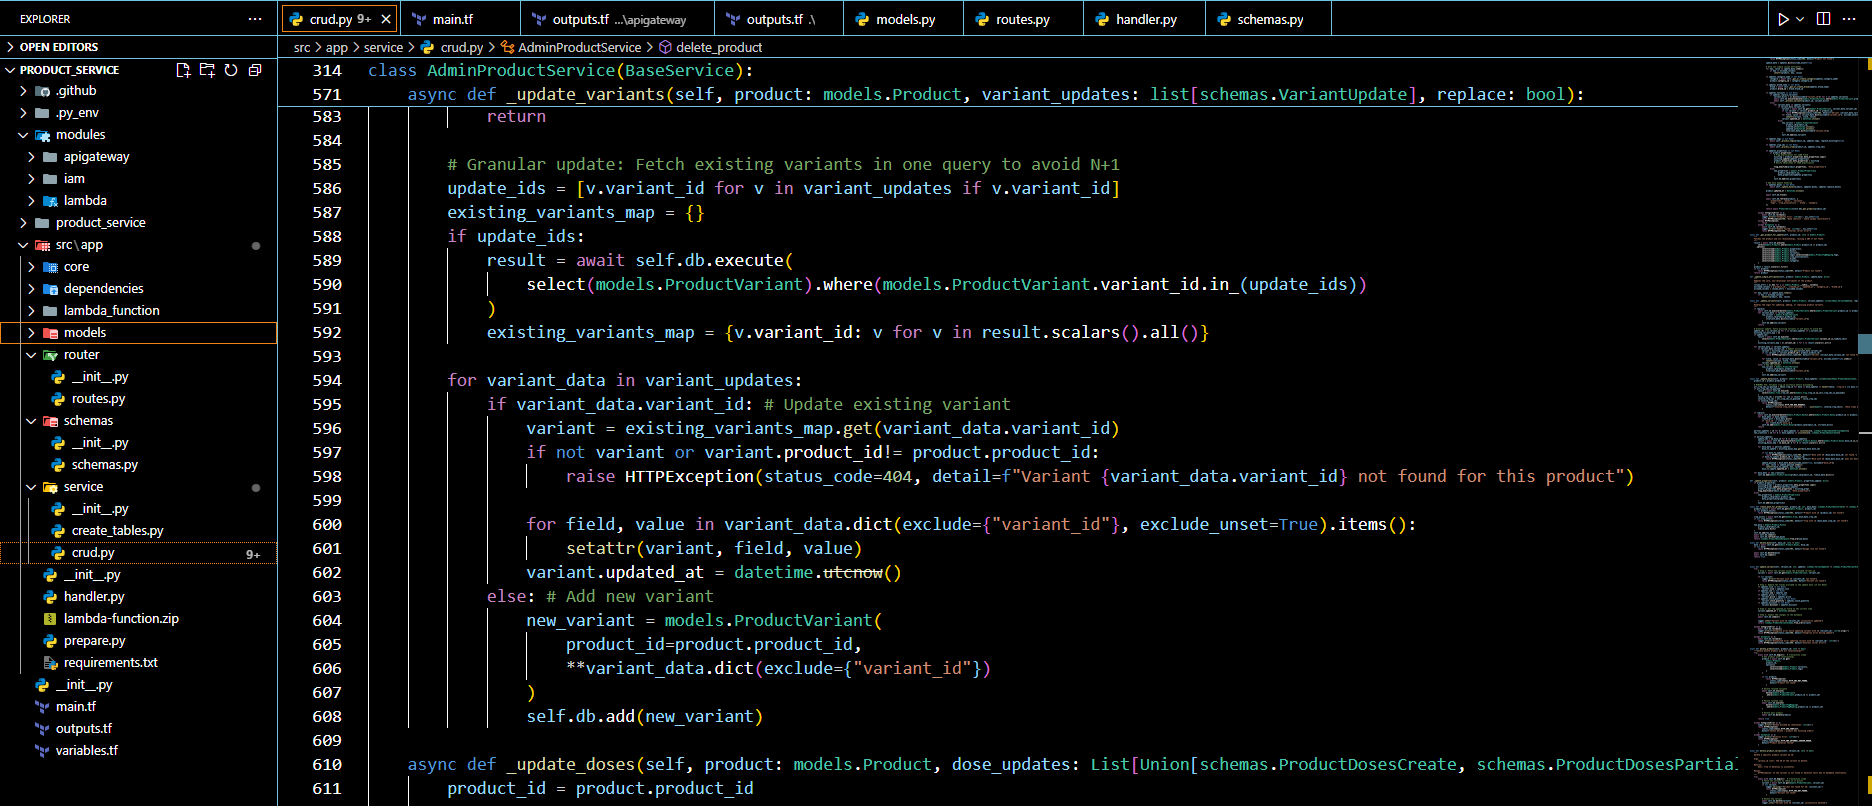 EXPLORER
···
OPEN EDITORS
PRODUCT_SERVICE
.github
.py_env
modules
apigateway
iam
lambda
product_service
src\app
core
dependencies
lambda_function
models
router
__init__.py
routes.py
schemas
__init__.py
schemas.py
service
__init__.py
create_tables.py
crud.py 9+
__init__.py
handler.py
lambda-function.zip
prepare.py
requirements.txt
__init__.py
main.tf
outputs.tf
variables.tf
crud.py 9+ main.tf outputs.tf ...\apigateway outputs.tf .\ models.py routes.py handler.py schemas.py
src > app > service > crud.py > AdminProductService > delete_product
314 class AdminProductService(BaseService):
571 async def _update_variants(self, product: models.Product, variant_updates: list[schemas.VariantUpdate], replace: bool):
583 return
584
585 # Granular update: Fetch existing variants in one query to avoid N+1
586 update_ids = [v.variant_id for v in variant_updates if v.variant_id]
587 existing_variants_map = {}
588 if update_ids:
589 result = await self.db.execute(
590 select(models.ProductVariant).where(models.ProductVariant.variant_id.in_(update_ids))
591 )
592 existing_variants_map = {v.variant_id: v for v in result.scalars().all()}
593
594 for variant_data in variant_updates:
595 if variant_data.variant_id: # Update existing variant
596 variant = existing_variants_map.get(variant_data.variant_id)
597 if not variant or variant.product_id!= product.product_id:
598 raise HTTPException(status_code=404, detail=f"Variant {variant_data.variant_id} not found for this product")
599
600 for field, value in variant_data.dict(exclude={"variant_id"}, exclude_unset=True).items():
601 setattr(variant, field, value)
602 variant.updated_at = datetime.utcnow()
603 else: # Add new variant
604 new_variant = models.ProductVariant(
605 product_id=product.product_id,
606 **variant_data.dict(exclude={"variant_id"})
607 )
608 self.db.add(new_variant)
609
610 async def _update_doses(self, product: models.Product, dose_updates: List[Union[schemas.ProductDosesCreate, schemas.ProductDosesPartia
611 product_id = product.product_id